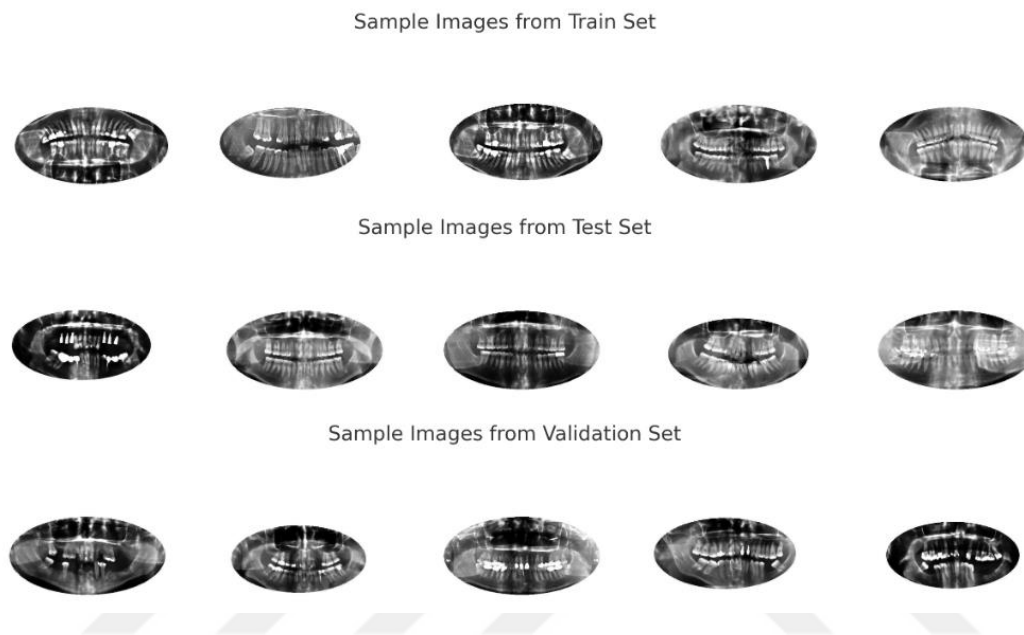 Sample Images from Train Set
Sample Images from Test Set
Sample Images from Validation Set